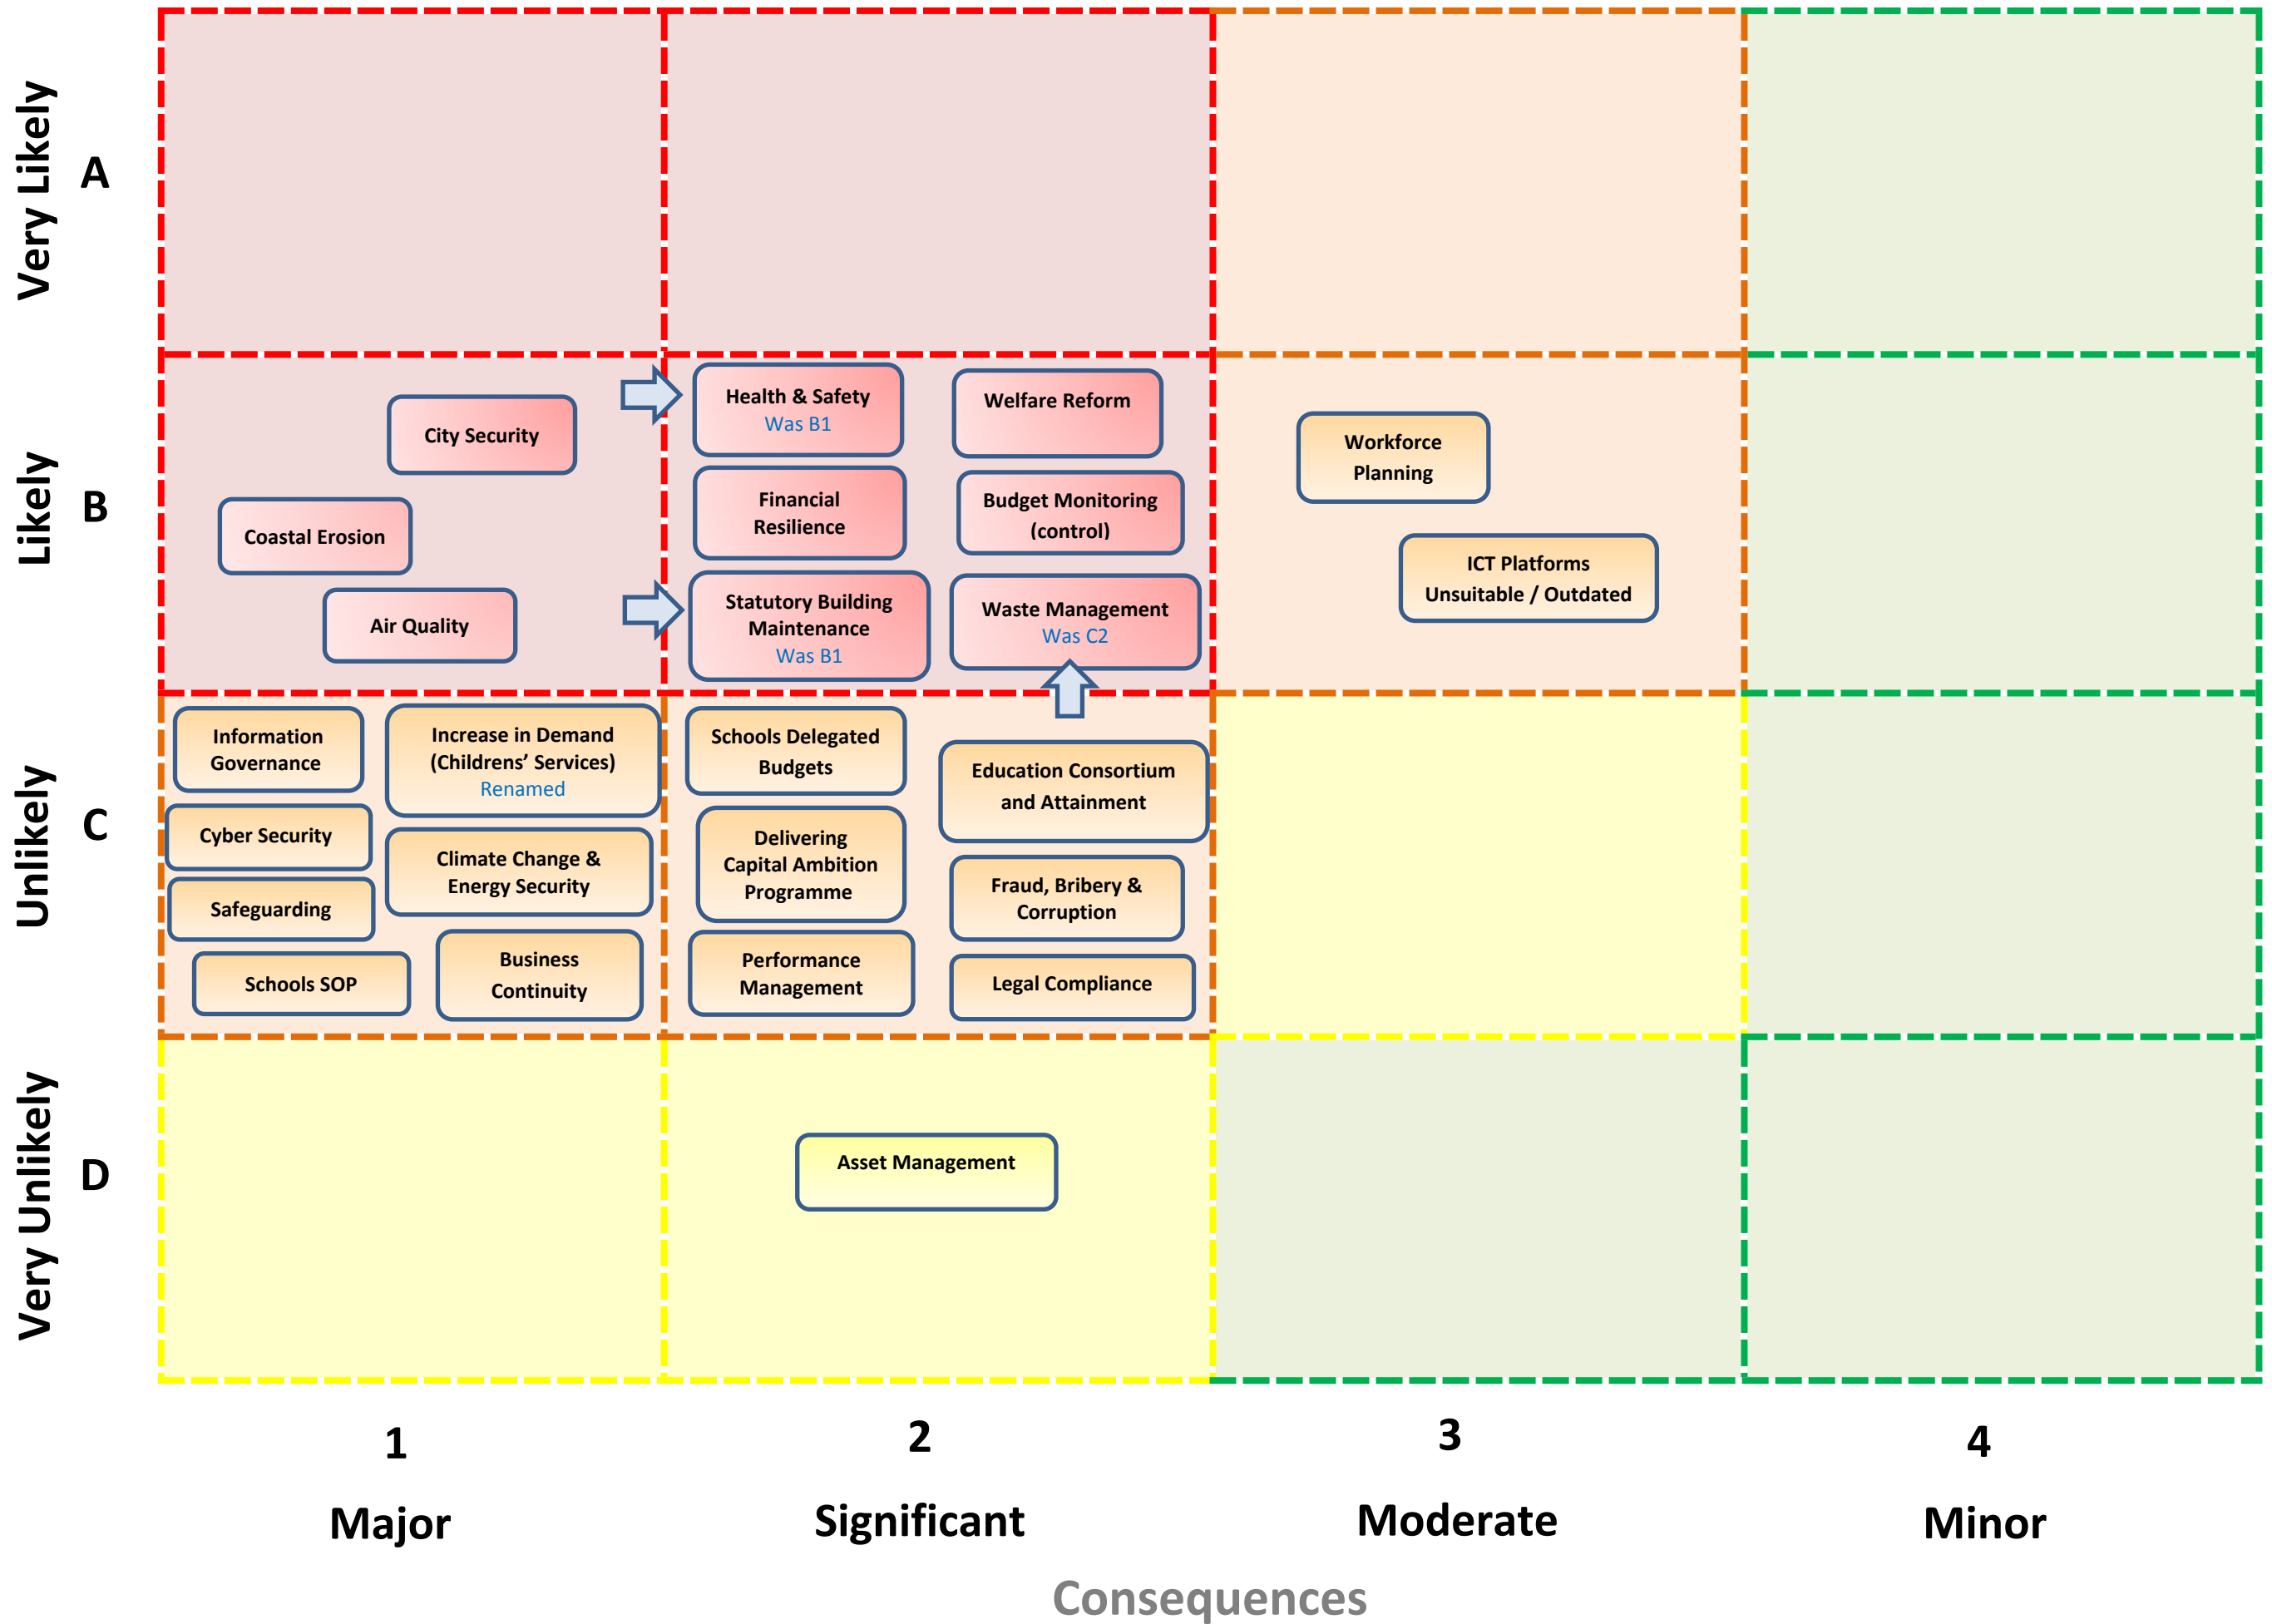 Very Likely
A
Likely
B
City Security
Coastal Erosion
Air Quality
Health & Safety
Was B1
Welfare Reform
Financial
Resilience
Budget Monitoring
(control)
Statutory Building
Maintenance
Was B1
Waste Management
Was C2
Workforce
Planning
ICT Platforms
Unsuitable / Outdated
Unlikely
C
Information
Governance
Increase in Demand
(Childrens’ Services)
Renamed
Cyber Security
Climate Change &
Energy Security
Safeguarding
Schools SOP
Business
Continuity
Schools Delegated
Budgets
Education Consortium
and Attainment
Delivering
Capital Ambition
Programme
Fraud, Bribery &
Corruption
Performance
Management
Legal Compliance
Very Unlikely
D
Asset Management
1
2
3
4
Major
Significant
Moderate
Minor
Consequences